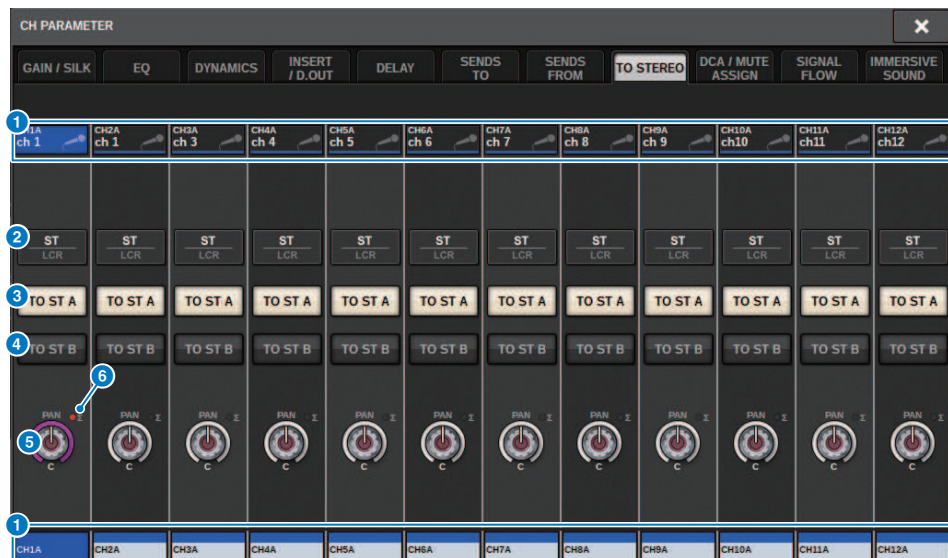 CH PARAMETER
GAIN / SILK EQ DYNAMICS INSERT / D.OUT DELAY SENDS TO SENDS FROM TO STEREO DCA / MUTE ASSIGN SIGNAL FLOW IMMERSIVE SOUND
1
CH1A CH2A CH3A CH4A CH5A CH6A CH7A CH8A CH9A CH10A CH11A CH12A
ch 1 ch 1 ch 3 ch 4 ch 5 ch 6 ch 7 ch 8 ch 9 ch10 ch11 ch12
2
ST ST ST ST ST ST ST ST ST ST ST ST
LCR LCR LCR LCR LCR LCR LCR LCR LCR LCR LCR LCR
3 TO ST A TO ST A TO ST A TO ST A TO ST A TO ST A TO ST A TO ST A TO ST A TO ST A TO ST A TO ST A
4 TO ST B TO ST B TO ST B TO ST B TO ST B TO ST B TO ST B TO ST B TO ST B TO ST B TO ST B TO ST B
6
PAN Σ PAN Σ PAN Σ PAN Σ PAN Σ PAN Σ PAN Σ PAN Σ PAN Σ PAN Σ PAN Σ PAN Σ
5
C C C C C C C C C C C C
1
CH1A CH2A CH3A CH4A CH5A CH6A CH7A CH8A CH9A CH10A CH11A CH12A